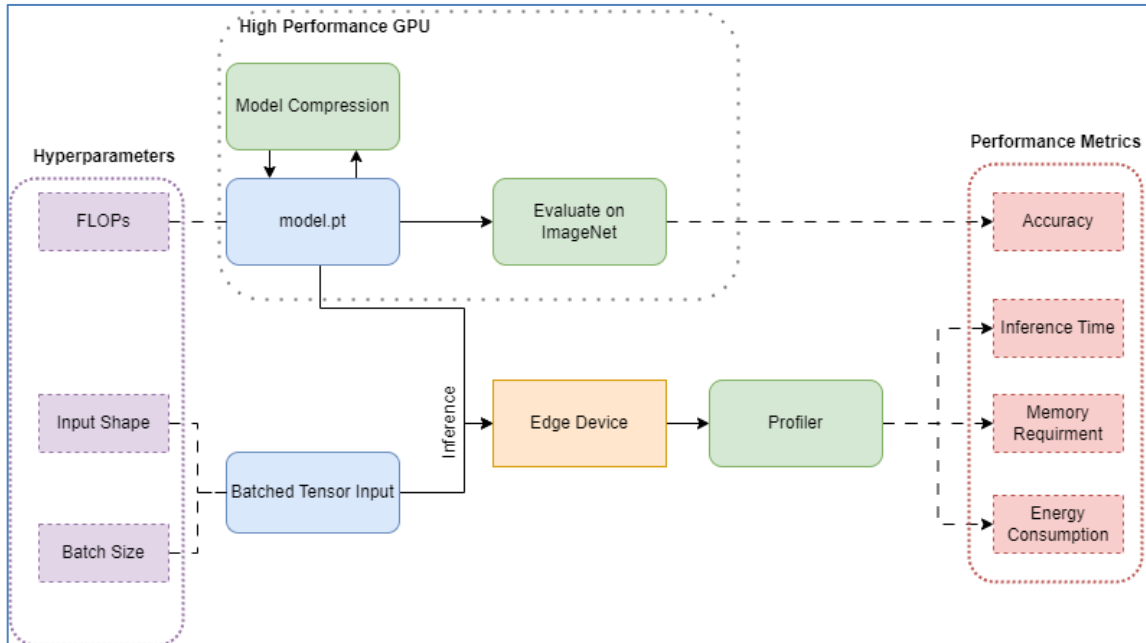 High Performance GPU
Model Compression
Hyperparameters
Performance Metrics
FLOPs
model.pt
Evaluate on
ImageNet
Accuracy
Inference Time
Input Shape
Inference
Edge Device
Profiler
Memory
Requirment
Batched Tensor Input
Batch Size
Energy
Consumption